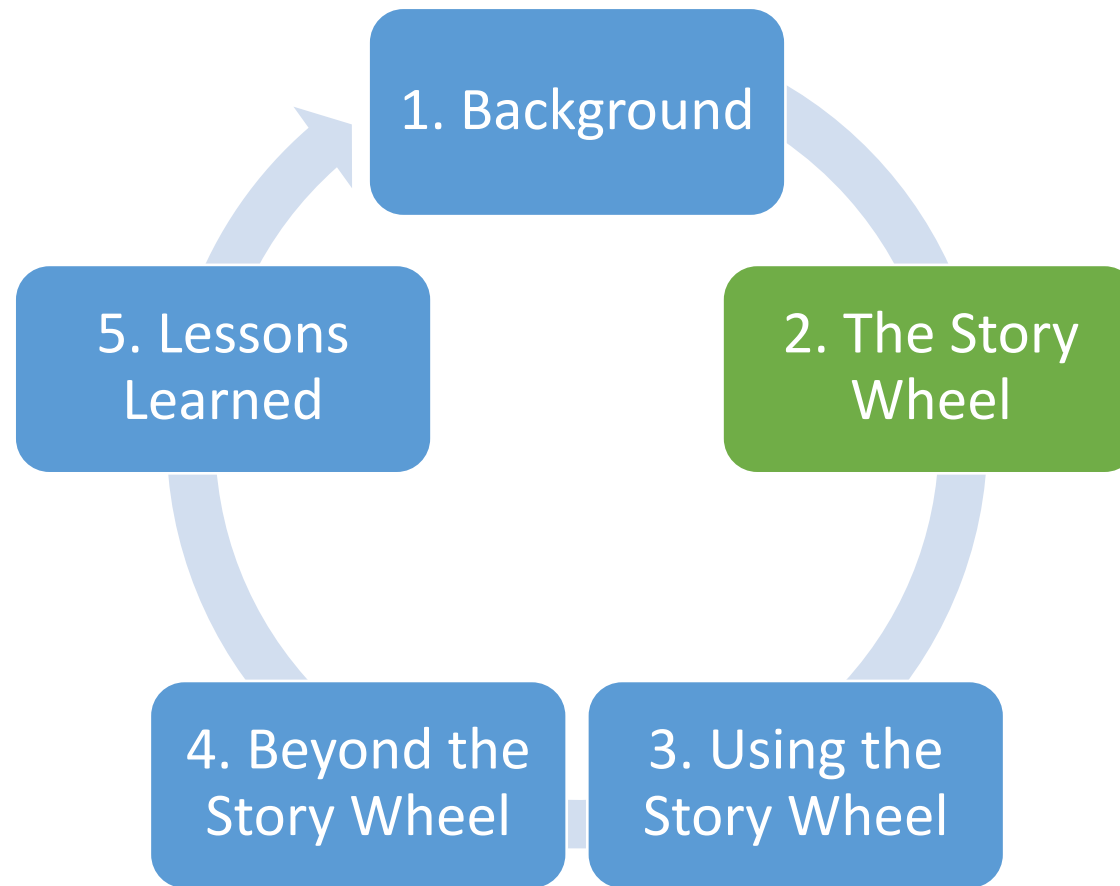 1. Background
2. The Story
Wheel
3. Using the
Story Wheel
4. Beyond the
Story Wheel
5. Lessons
Learned